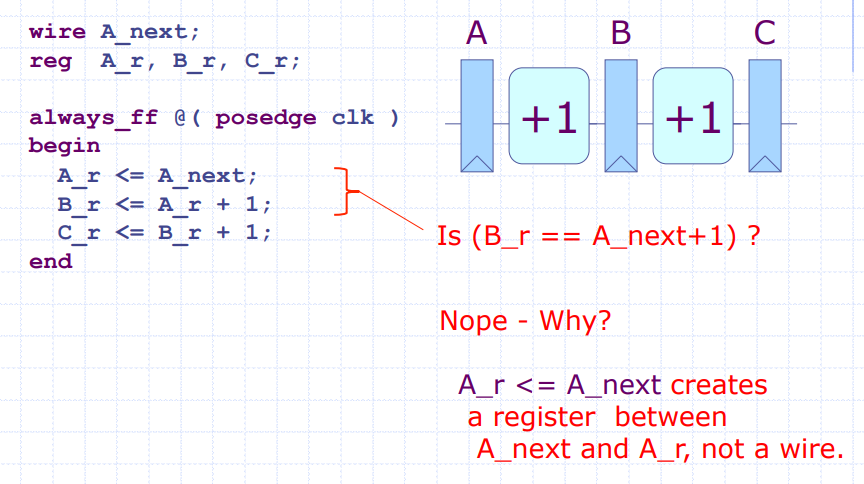 wire A_next;
reg A_r, B_r, C_r;
always_ff @( posedge clk )
begin
A_r <= A_next;
B_r <= A_r + 1;
C_r <= B_r + 1;
end
A B C
+1 +1
Is (B_r == A_next+1) ?
Nope - Why?
A_r <= A_next creates
a register between
A_next and A_r, not a wire.